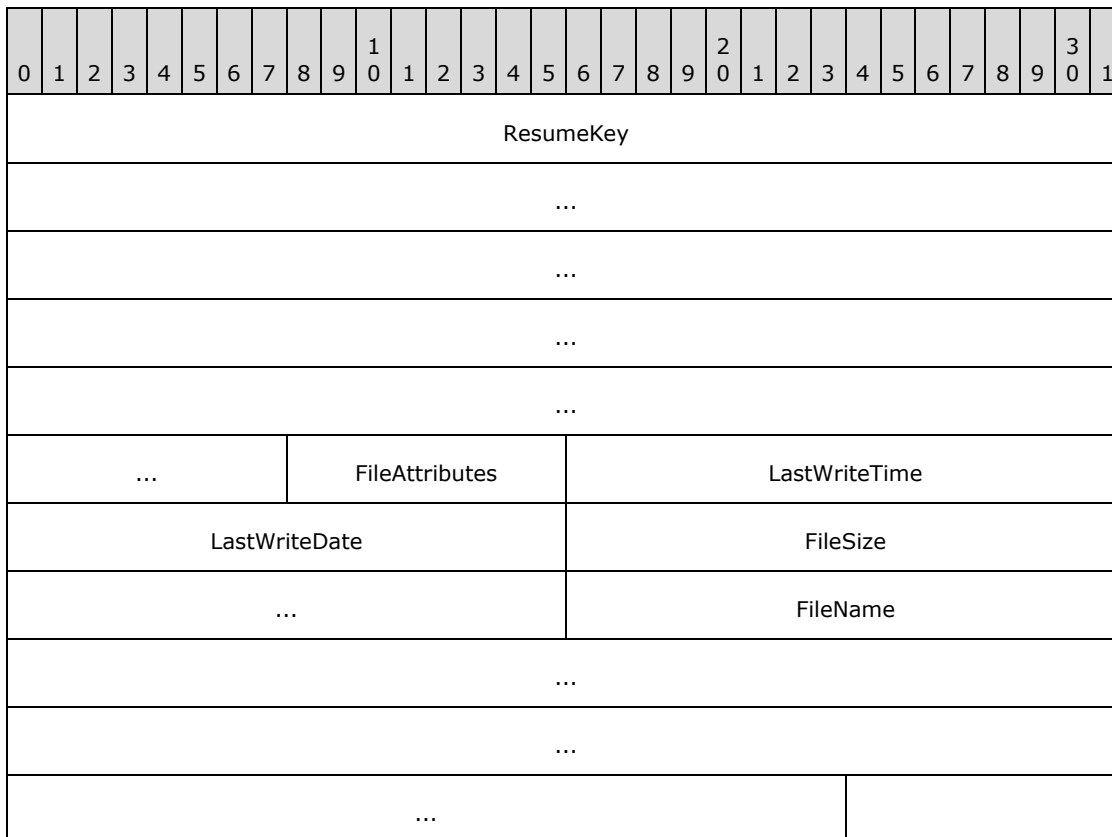 1 2 3
0 1 2 3 4 5 6 7 8 9 0 1 2 3 4 5 6 7 8 9 0 1 2 3 4 5 6 7 8 9 0 1
ResumeKey
...
...
...
...
... FileAttributes LastWriteTime
LastWriteDate FileSize
... FileName
...
...
...